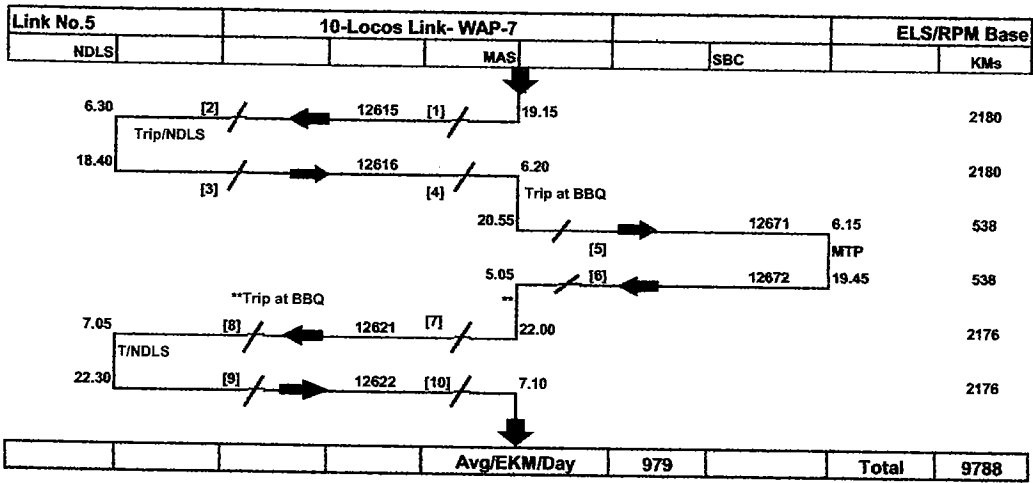 Link No.5 10-Locos Link- WAP-7 ELS/RPM Base
NDLS MAS SBC KMs
6.30 [2] 12615 [1] 19.15 2180
Trip/NDLS
18.40 [3] 12616 [4] 6.20 2180
Trip at BBQ
20.55 [5] 12671 6.15 538
MTP
5.05 [6] 12672 19.45 538
**Trip at BBQ **
7.05 [8] 12621 [7] 22.00 2176
T/NDLS
22.30 [9] 12622 [10] 7.10 2176
Avg/EKM/Day 979 Total 9788